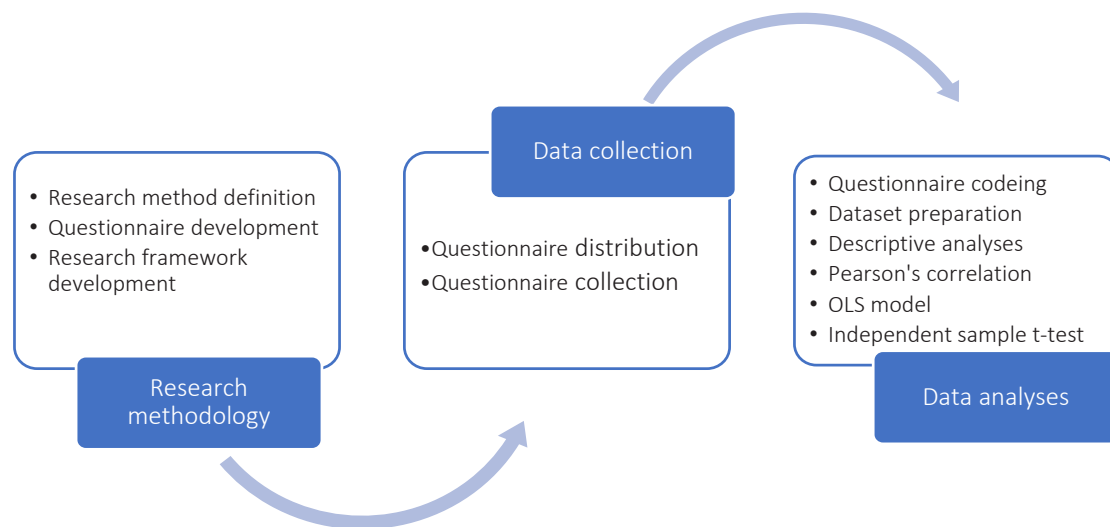 • Research method definition
• Questionnaire development
• Research framework
development
Research
methodology
Data collection
•Questionnaire distribution
•Questionnaire collection
• Questionnaire codeing
• Dataset preparation
• Descriptive analyses
• Pearson's correlation
• OLS model
• Independent sample t-test
Data analyses